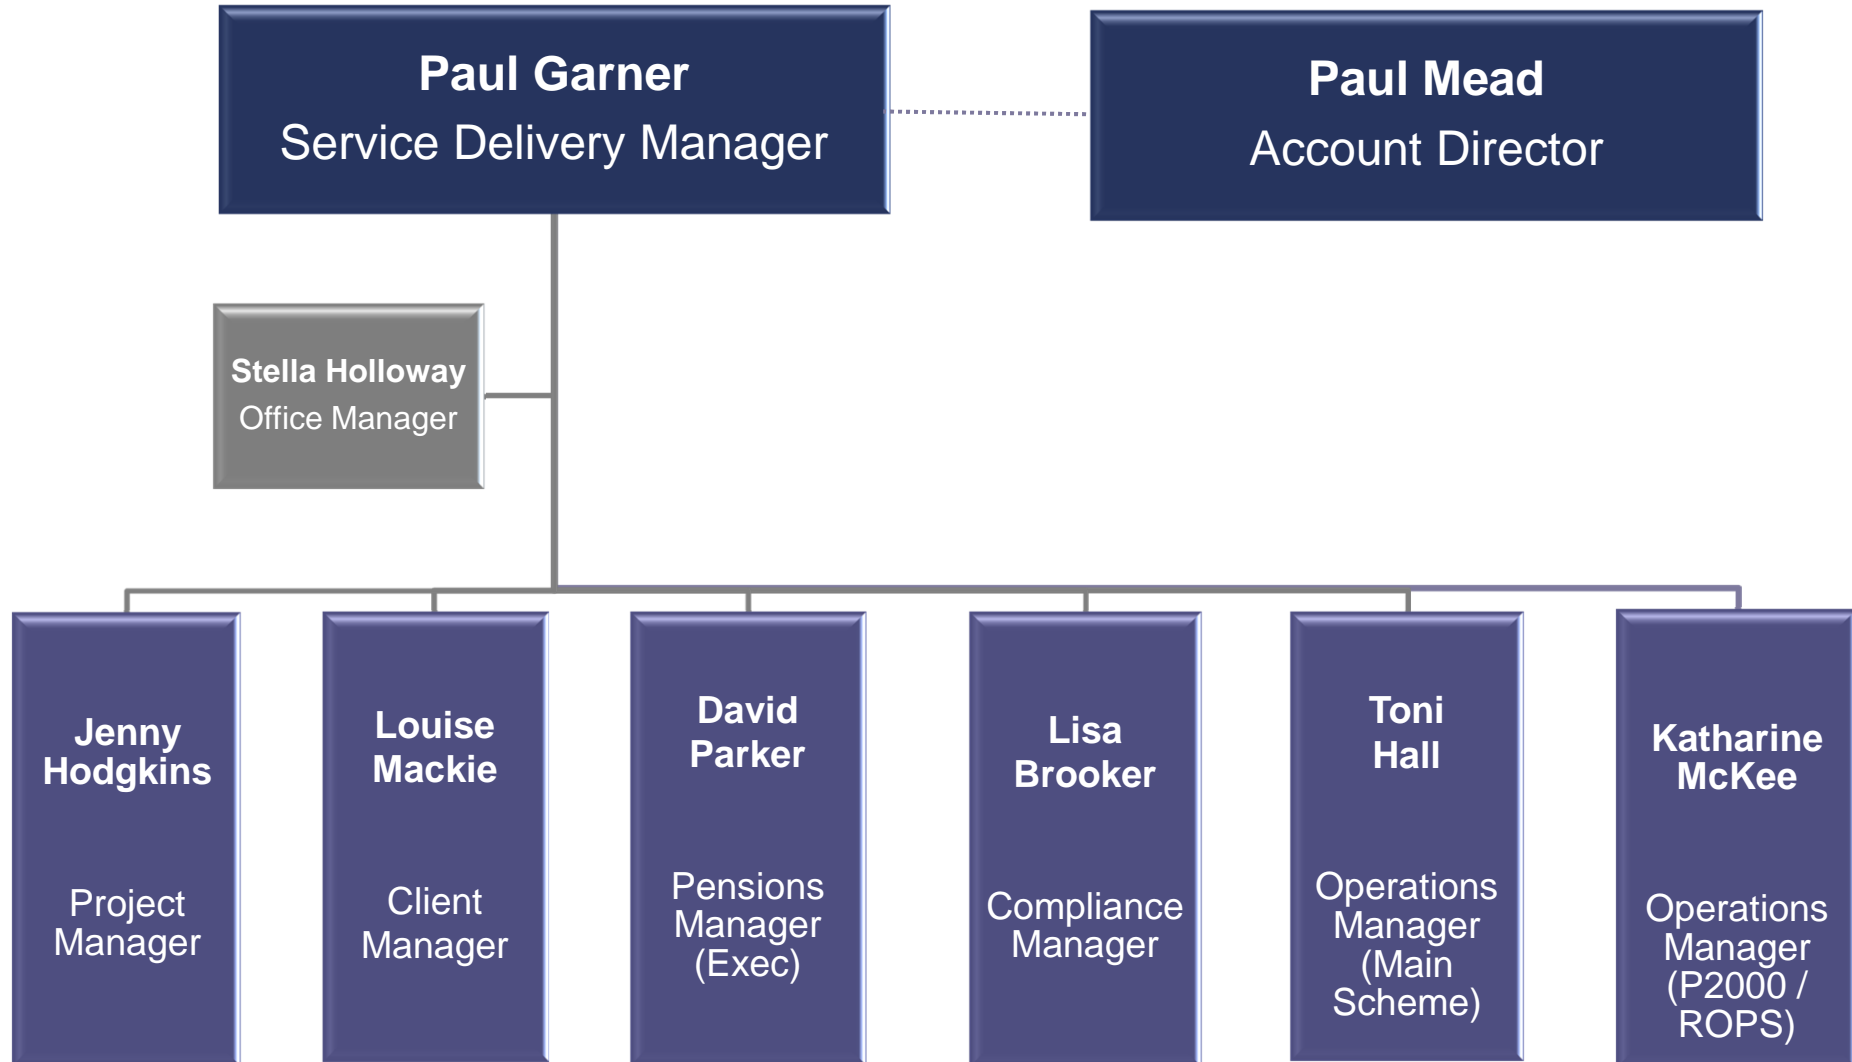 Paul Garner
Service Delivery Manager
Paul Mead
Account Director
Stella Holloway
Office Manager
Jenny
Hodgkins
Project
Manager
Louise
Mackie
Client
Manager
David
Parker
Pensions
Manager
(Exec)
Lisa
Brooker
Compliance
Manager
Toni
Hall
Operations
Manager
(Main
Scheme)
Katharine
McKee
Operations
Manager
(P2000 /
ROPS)